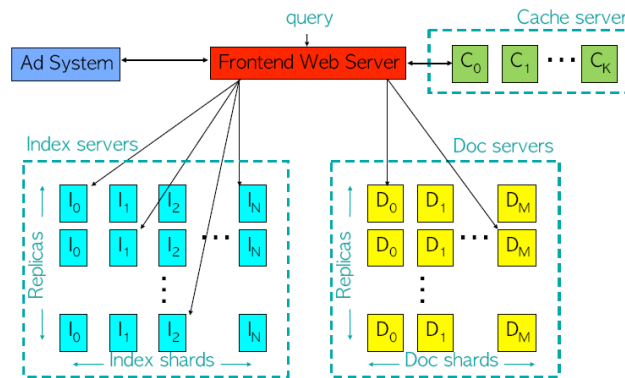 query
Cache server
Ad System
Frontend Web Server
C0 C1 ... CK
Index servers
Doc servers
Replicas
I0 I1 I2 IN
I0 I1 I2 ... IN
I0 I1 I2 IN
Index shards
Replicas
D0 D1 DM
D0 D1 ... DM
D0 D1 DM
Doc shards